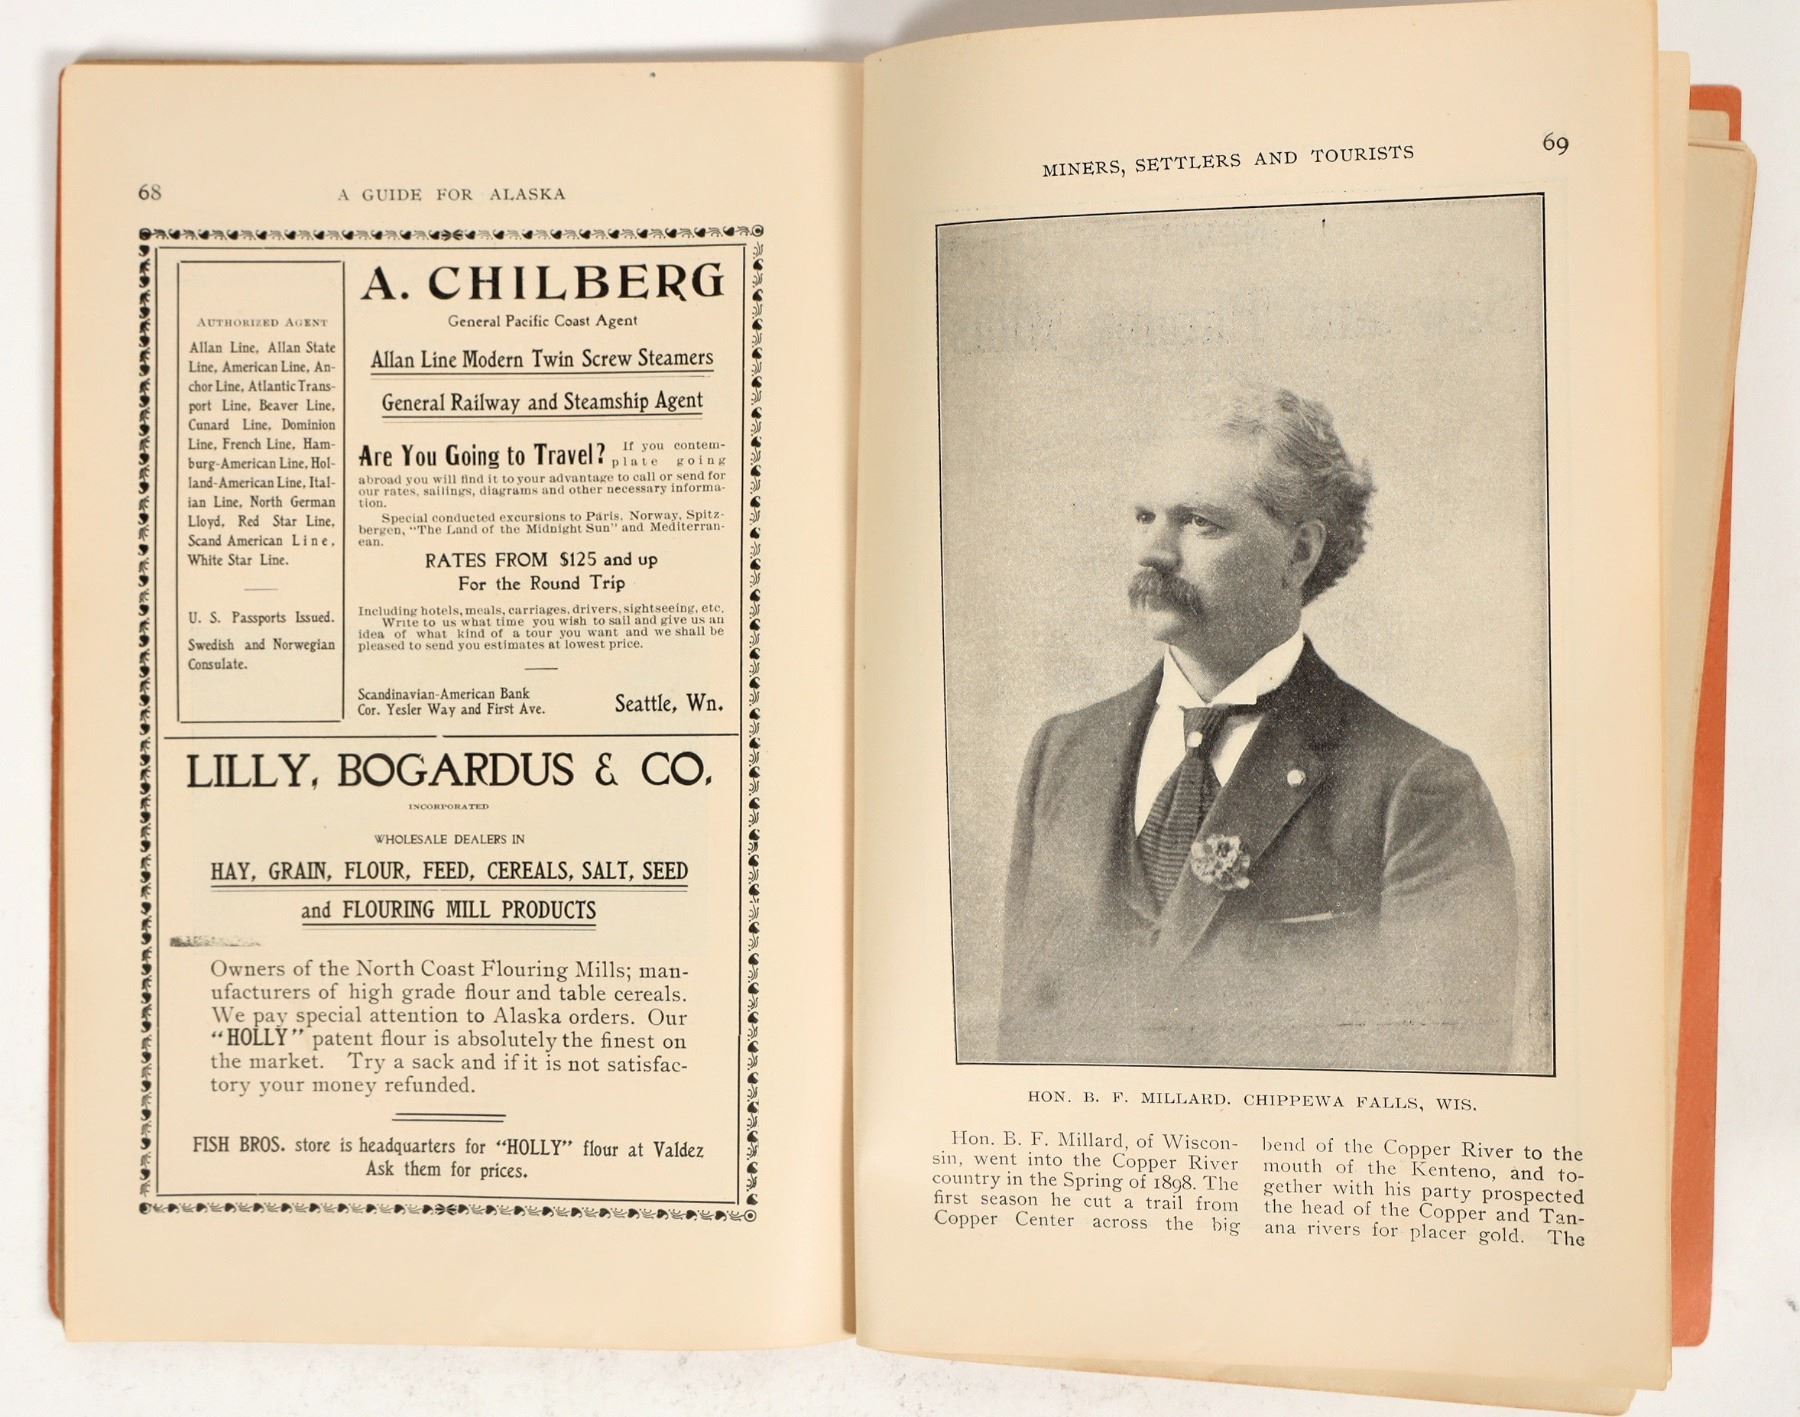 68
A GUIDE FOR ALASKA
AUTHORIZED AGENT
Allan Line, Allan State
Line, American Line, An-
chor Line, Atlantic Trans-
port Line, Beaver Line,
Cunard Line, Dominion
Line, French Line, Ham-
burg-American Line, Hol-
land-American Line, Ital-
ian Line, North German
Lloyd, Red Star Line,
Scand American Line,
White Star Line.
U. S. Passports Issued.
Swedish and Norwegian
Consulate.
A. CHILBERG
General Pacific Coast Agent
Allan Line Modern Twin Screw Steamers
General Railway and Steamship Agent
Are You Going to Travel? If you contem-
plate going
abroad you will find it to your advantage to call or send for
our rates, sailings, diagrams and other necessary informa-
tion.
Special conducted excursions to Paris, Norway, Spitz-
bergen, "The Land of the Midnight Sun" and Mediterran-
ean.
RATES FROM $125 and up
For the Round Trip
Including hotels, meals, carriages, drivers, sightseeing, etc.
Write to us what time you wish to sail and give us an
idea of what kind of a tour you want and we shall be
pleased to send you estimates at lowest price.
Scandinavian-American Bank
Cor. Yesler Way and First Ave.
Seattle, Wn.
LILLY, BOGARDUS & CO.
INCORPORATED
WHOLESALE DEALERS IN
HAY, GRAIN, FLOUR, FEED, CEREALS, SALT, SEED
and FLOURING MILL PRODUCTS
Owners of the North Coast Flouring Mills; man-
ufacturers of high grade flour and table cereals.
We pay special attention to Alaska orders. Our
"HOLLY" patent flour is absolutely the finest on
the market. Try a sack and if it is not satisfac-
tory your money refunded.
FISH BROS. store is headquarters for "HOLLY" flour at Valdez
Ask them for prices.
MINERS, SETTLERS AND TOURISTS
69
HON. B. F. MILLARD. CHIPPEWA FALLS, WIS.
Hon. B. F. Millard, of Wiscon-
sin, went into the Copper River
country in the Spring of 1898. The
first season he cut a trail from
Copper Center across the big
bend of the Copper River to the
mouth of the Kenteno, and to-
gether with his party prospected
the head of the Copper and Tan-
ana rivers for placer gold. The